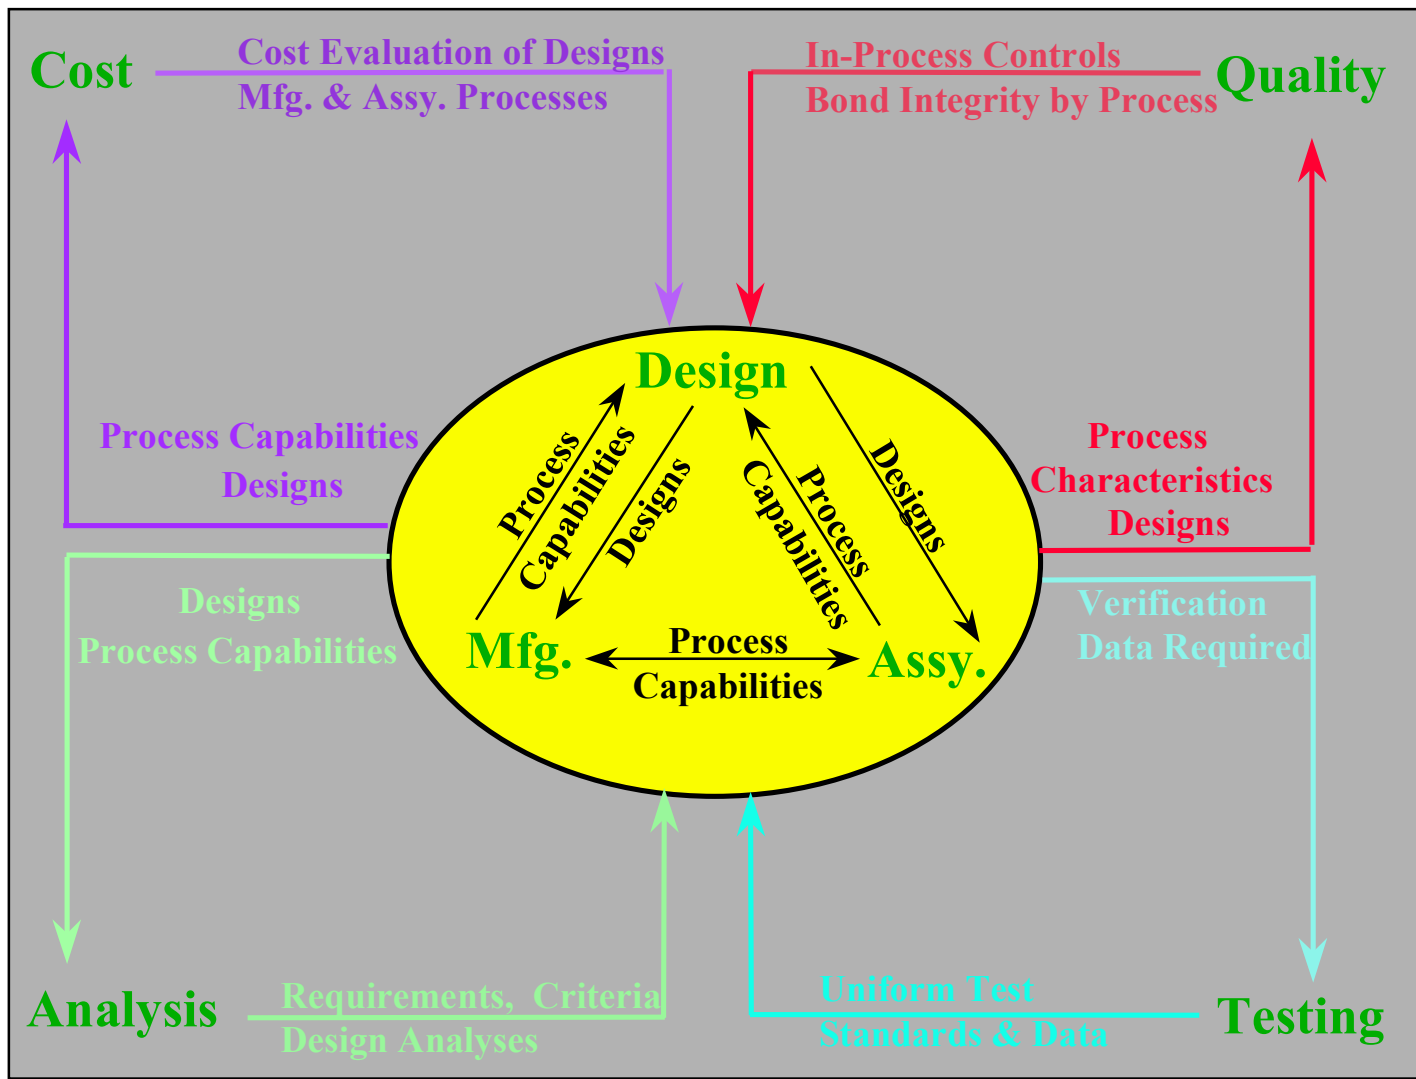 Cost
Cost Evaluation of Designs
Mfg. & Assy. Processes
In-Process Controls
Bond Integrity by Process
Quality
Process Capabilities
Designs
Design
Process
Capabilities
Designs
Process
Capabilities
Designs
Mfg.
Process
Capabilities
Assy.
Process
Characteristics
Designs
Designs
Process Capabilities
Verification
Data Required
Analysis
Requirements, Criteria
Design Analyses
Uniform Test
Standards & Data
Testing